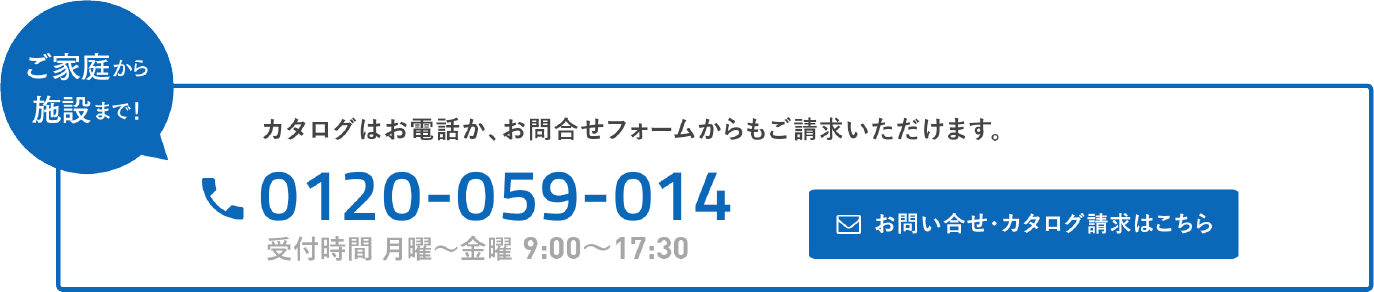 ご家庭から
施設まで!
カタログはお電話か、お問合せフォームからもご請求いただけます。
0120-059-014
受付時間 月曜〜金曜 9:00〜17:30
お問い合せ・カタログ請求はこちら